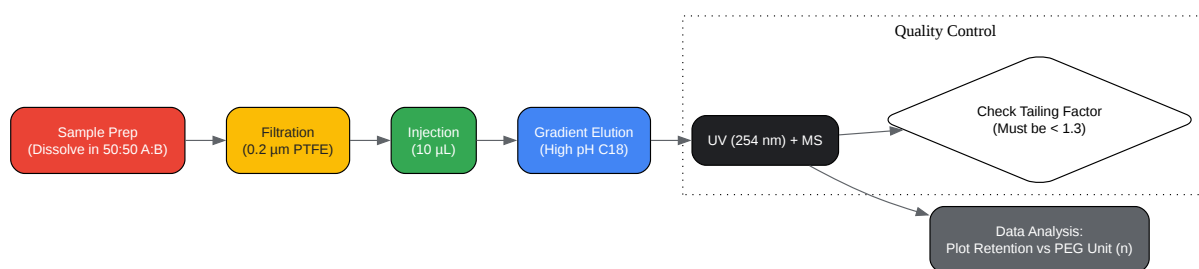 Sample Prep
(Dissolve in 50:50 A:B)
Filtration
(0.2 µm PTFE)
Injection
(10 µL)
Gradient Elution
(High pH C18)
Quality Control
UV (254 nm) + MS
Check Tailing Factor
(Must be < 1.3)
Data Analysis:
Plot Retention vs PEG Unit (n)